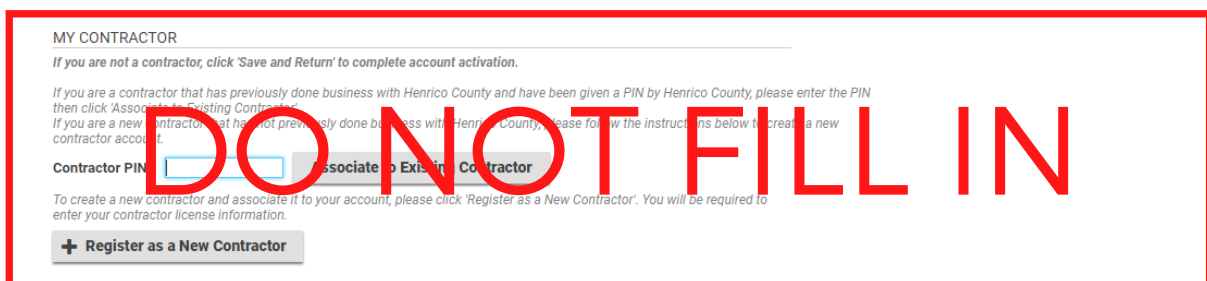 MY CONTRACTOR
If you are not a contractor, click 'Save and Return' to complete account activation.
If you are a contractor that has previously done business with Henrico County and have been given a PIN by Henrico County, please enter the PIN
then click 'Associate to Existing Contractor'.
If you are a new contractor that has not previously done business with Henrico County, please follow the instructions below to create a new
contractor account.
Contractor PIN Associate to Existing Contractor
To create a new contractor and associate it to your account, please click 'Register as a New Contractor'. You will be required to
enter your contractor license information.
+ Register as a New Contractor
DO NOT FILL IN